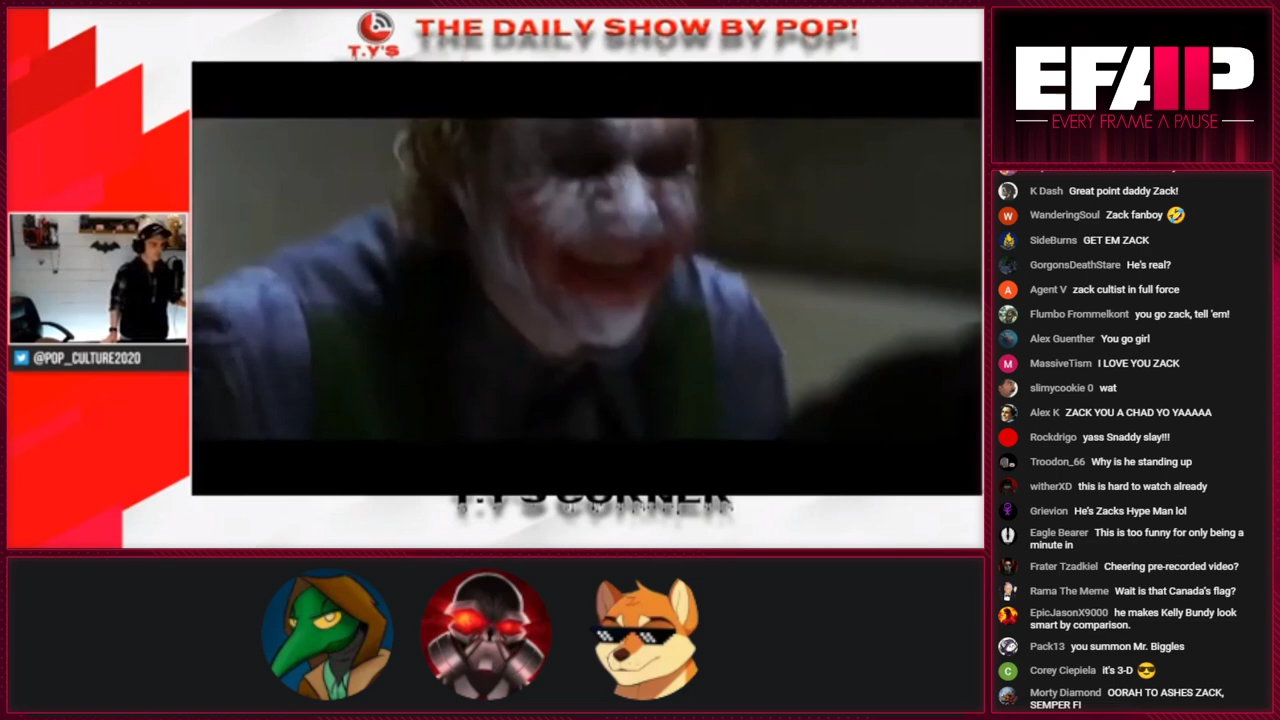 T.Y'S
THE DAILY SHOW BY POP!
@POP_CULTURE2020
T.Y'S CORNER
EFAP
EVERY FRAME A PAUSE
K Dash Great point daddy Zack!
W WanderingSoul Zack fanboy 🤣
SideBurns GET EM ZACK
GorgonsDeathStare He's real?
A Agent V zack cultist in full force
Flumbo Frommelkont you go zack, tell 'em!
Alex Guenther You go girl
M MassiveTism I LOVE YOU ZACK
slimycookie 0 wat
Alex K ZACK YOU A CHAD YO YAAAAA
Rockdrigo yass Snaddy slay!!!
Troodon_66 Why is he standing up
witherXD this is hard to watch already
Grievion He's Zacks Hype Man lol
Eagle Bearer This is too funny for only being a
minute in
Frater Tzadkiel Cheering pre-recorded video?
Rama The Meme Wait is that Canada's flag?
EpicJasonX9000 he makes Kelly Bundy look
smart by comparison.
Pack13 you summon Mr. Biggles
C Corey Ciepiela it's 3-D 😎
Morty Diamond OORAH TO ASHES ZACK,
SEMPER FI